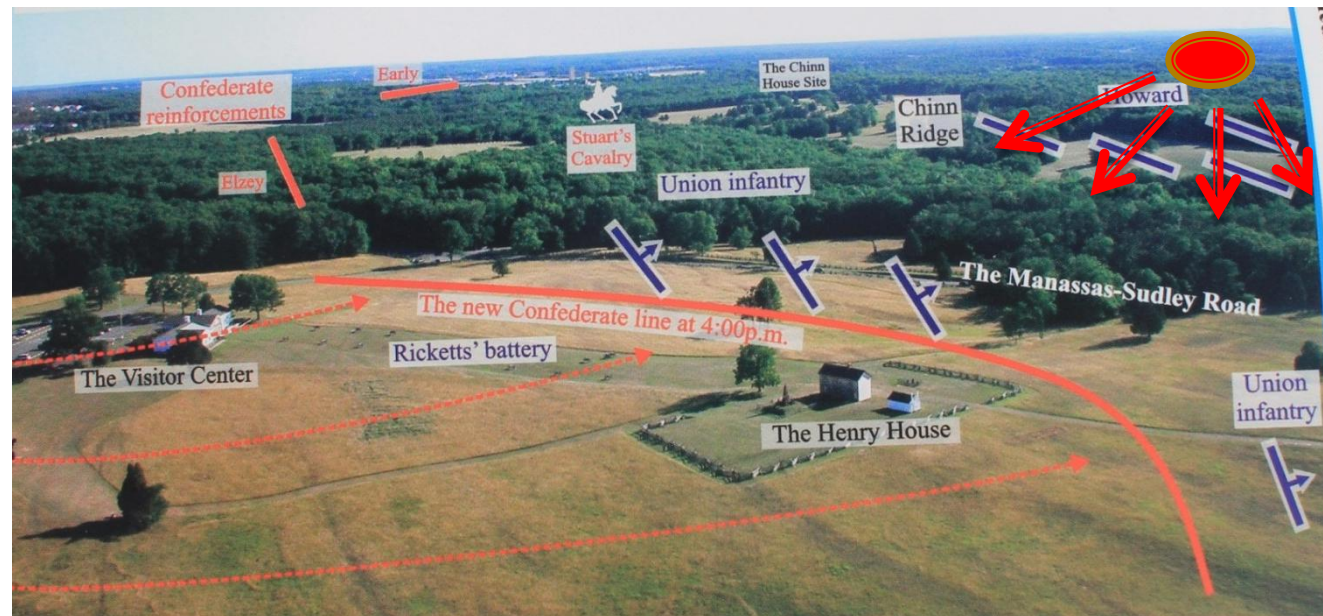 Early
Confederate
reinforcements
The Chinn
House Site
Howard
Chinn
Ridge
Stuart's
Cavalry
Elzey
Union infantry
The Manassas-Sudley Road
The new Confederate line at 4:00p.m.
Ricketts' battery
The Visitor Center
Union
infantry
The Henry House